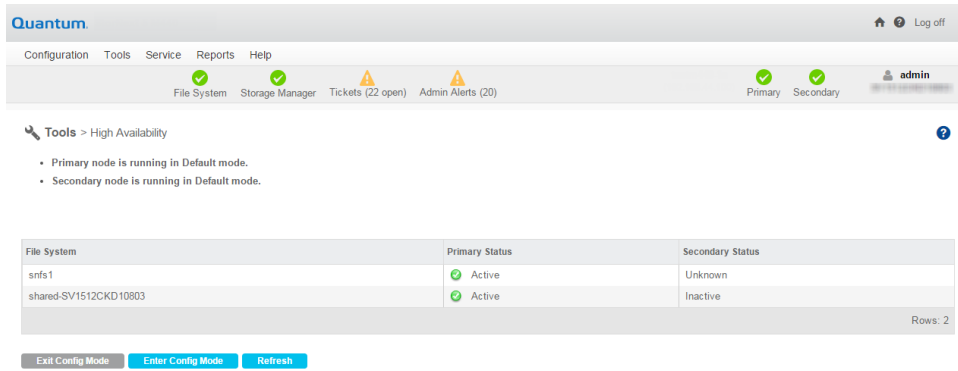 Quantum.
Log off
Configuration Tools Service Reports Help
File System Storage Manager Tickets (22 open) Admin Alerts (20) Primary Secondary admin
Tools > High Availability
• Primary node is running in Default mode.
• Secondary node is running in Default mode.
File System Primary Status Secondary Status
snfs1 Active Unknown
shared-SV1512CKD10803 Active Inactive
Rows: 2
Exit Config Mode Enter Config Mode Refresh